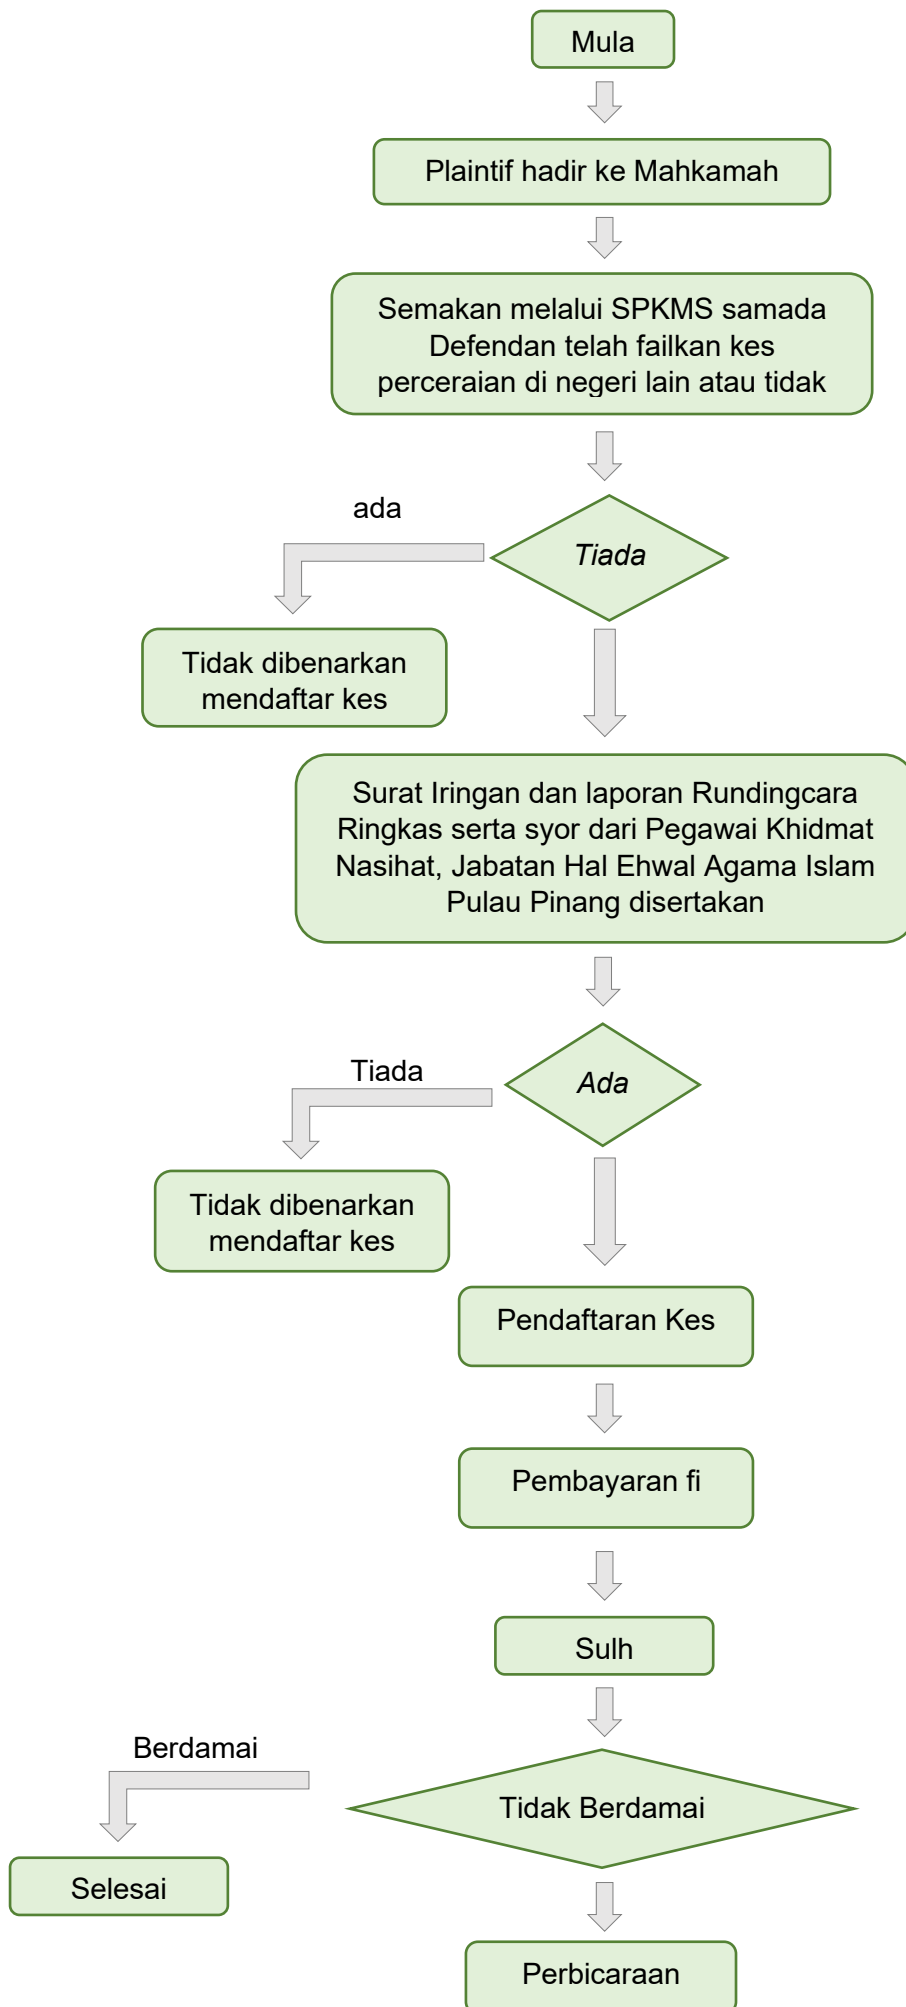 Mula
Plaintif hadir ke Mahkamah
Semakan melalui SPKMS samada
Defendan telah failkan kes
perceraian di negeri lain atau tidak
ada
Tiada
Tidak dibenarkan
mendaftar kes
Surat Iringan dan laporan Rundingcara
Ringkas serta syor dari Pegawai Khidmat
Nasihat, Jabatan Hal Ehwal Agama Islam
Pulau Pinang disertakan
Tiada
Ada
Tidak dibenarkan
mendaftar kes
Pendaftaran Kes
Pembayaran fi
Sulh
Berdamai
Tidak Berdamai
Selesai
Perbicaraan